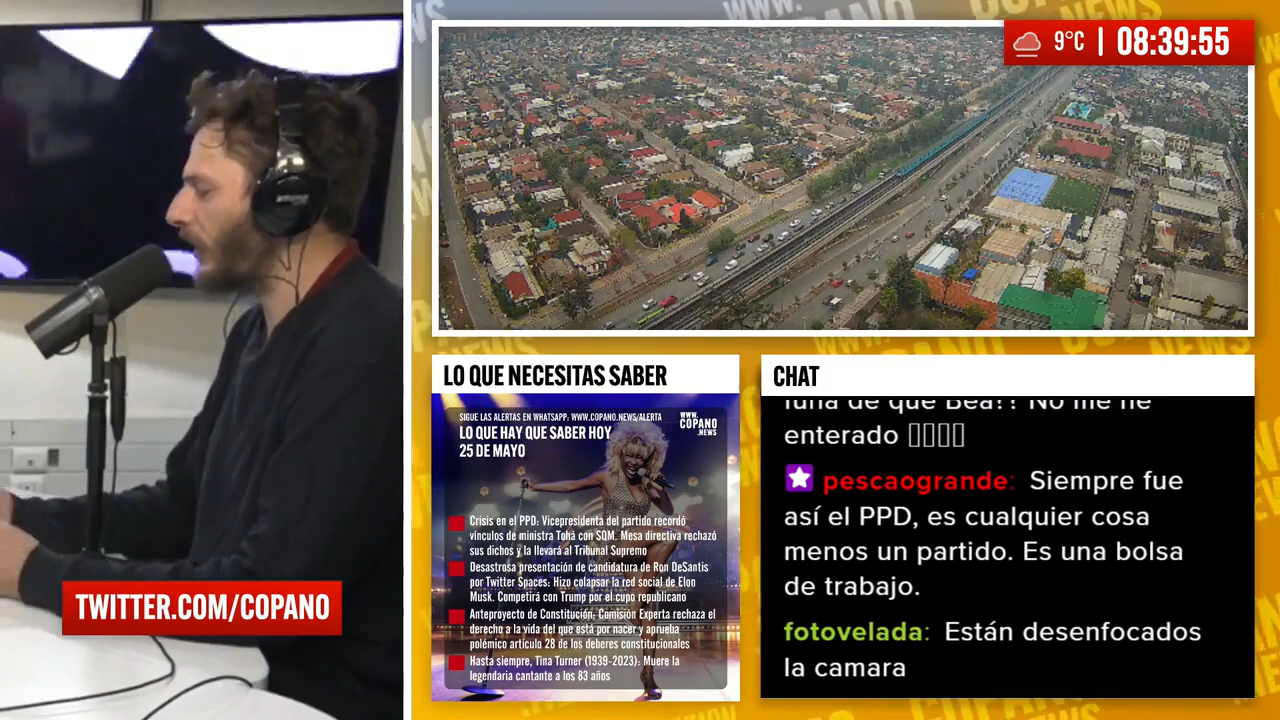 9°C | 08:39:55
TWITTER.COM/COPANO
LO QUE NECESITAS SABER
SIGUE LAS ALERTAS EN WHATSAPP: WWW.COPANO.NEWS/ALERTA
WWW.
COPANO
.NEWS
LO QUE HAY QUE SABER HOY
25 DE MAYO
Crisis en el PPD: Vicepresidenta del partido recordó
vínculos de ministra Tohá con SQM. Mesa directiva rechazó
sus dichos y la llevará al Tribunal Supremo
Desastrosa presentación de candidatura de Ron DeSantis
por Twitter Spaces: Hizo colapsar la red social de Elon
Musk. Competirá con Trump por el cupo republicano
Anteproyecto de Constitución: Comisión Experta rechaza el
derecho a la vida del que está por nacer y aprueba
polémico artículo 28 de los deberes constitucionales
Hasta siempre, Tina Turner (1939-2023): Muere la
legendaria cantante a los 83 años
CHAT
de que Bea?? No me he
enterado
pescaogrande: Siempre fue
así el PPD, es cualquier cosa
menos un partido. Es una bolsa
de trabajo.
fotovelada: Están desenfocados
la camara